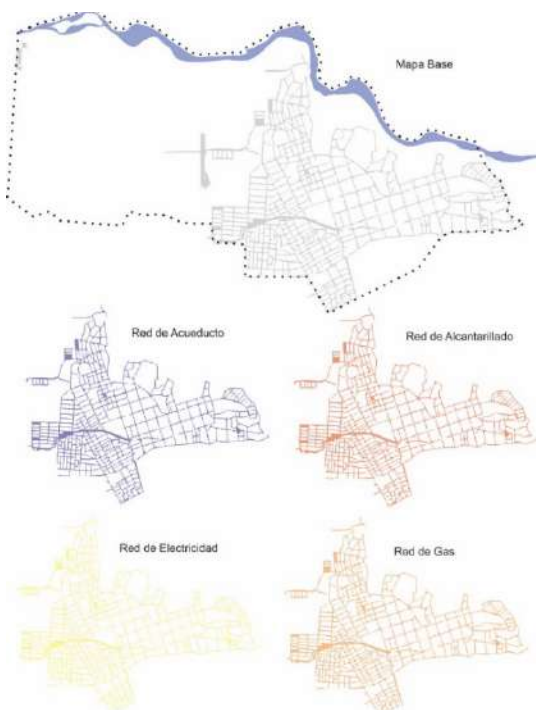 Mapa Base
Red de Acueducto
Red de Alcantarillado
Red de Electricidad
Red de Gas